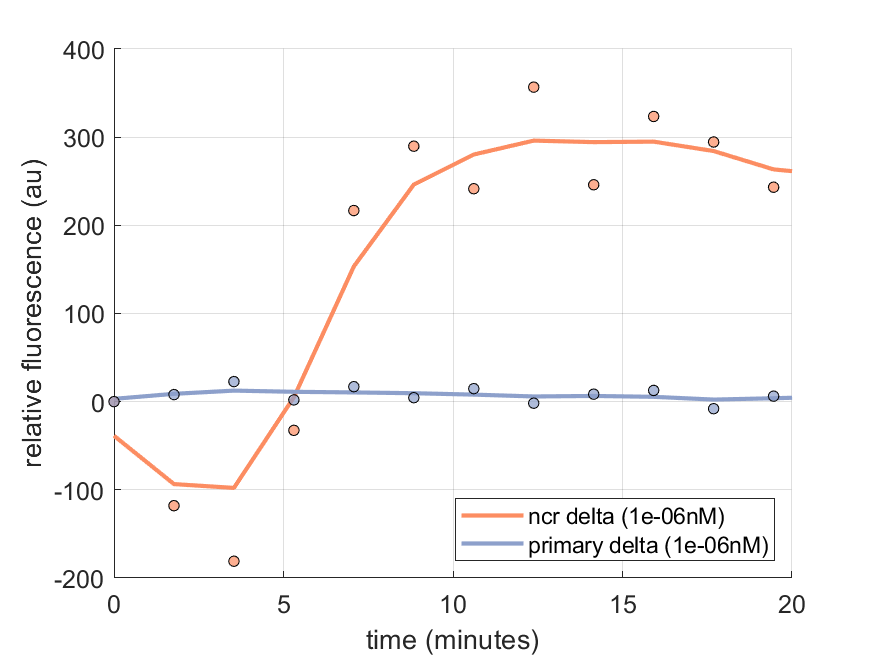 400
300
200
100
0
-100
-200
0 5 10 15 20
relative fluorescence (au)
time (minutes)
ncr delta (1e-06nM)
primary delta (1e-06nM)